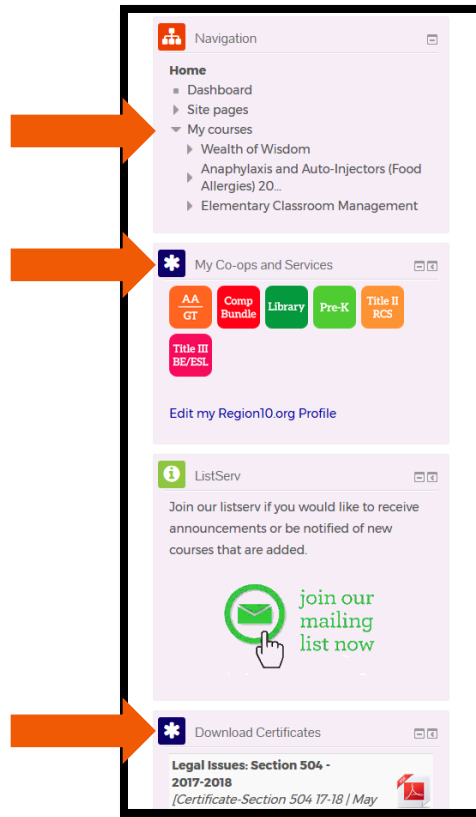 Navigation
Home
Dashboard
Site pages
My courses
Wealth of Wisdom
Anaphylaxis and Auto-Injectors (Food
Allergies) 20...
Elementary Classroom Management
My Co-ops and Services
AA
GT
Comp
Bundle
Library
Pre-K
Title II
RCS
Title III
BE/ESL
Edit my Region10.org Profile
ListServ
Join our listserv if you would like to receive
announcements or be notified of new
courses that are added.
join our
mailing
list now
Download Certificates
Legal Issues: Section 504 -
2017-2018
[Certificate-Section 504 17-18 | May